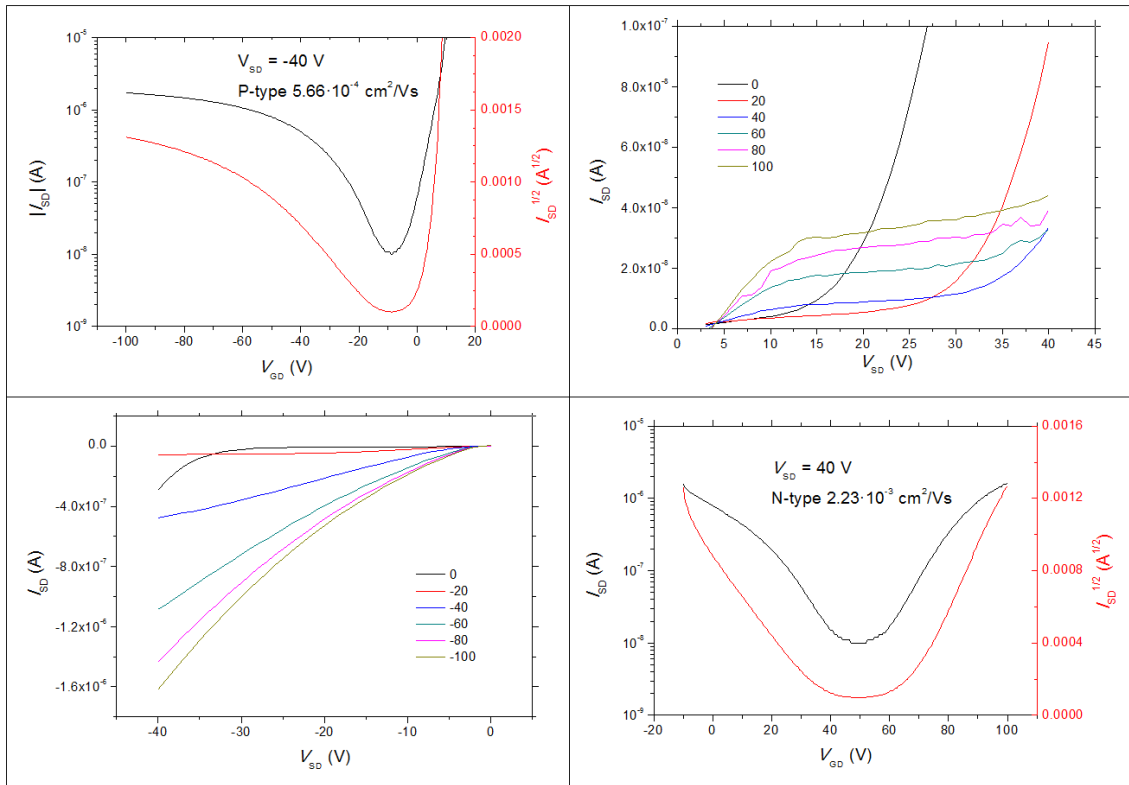 V_SD = -40 V
P-type 5.66·10^-4 cm^2/Vs
10^-5
10^-6
10^-7
10^-8
10^-9
|I_SD| (A)
-100 -80 -60 -40 -20 0 20
V_GD (V)
0.0020
0.0015
0.0010
0.0005
0.0000
I_SD^1/2 (A^1/2)
1.0x10^-7
8.0x10^-8
6.0x10^-8
4.0x10^-8
2.0x10^-8
0.0
I_SD (A)
0
20
40
60
80
100
0 5 10 15 20 25 30 35 40 45
V_SD (V)
0.0
-4.0x10^-7
-8.0x10^-7
-1.2x10^-6
-1.6x10^-6
I_SD (A)
0
-20
-40
-60
-80
-100
-40 -30 -20 -10 0
V_SD (V)
V_SD = 40 V
N-type 2.23·10^-3 cm^2/Vs
10^-5
10^-6
10^-7
10^-8
10^-9
I_SD (A)
-20 0 20 40 60 80 100
V_GD (V)
0.0016
0.0012
0.0008
0.0004
0.0000
I_SD^1/2 (A^1/2)